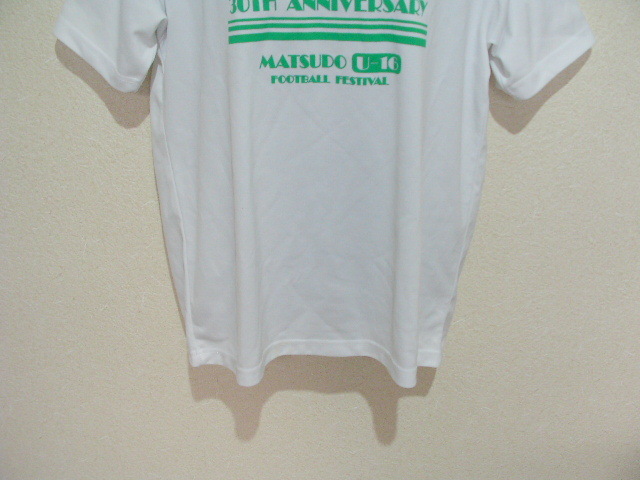 30TH ANNIVERSARY
MATSUDO U-16
FOOTBALL FESTIVAL